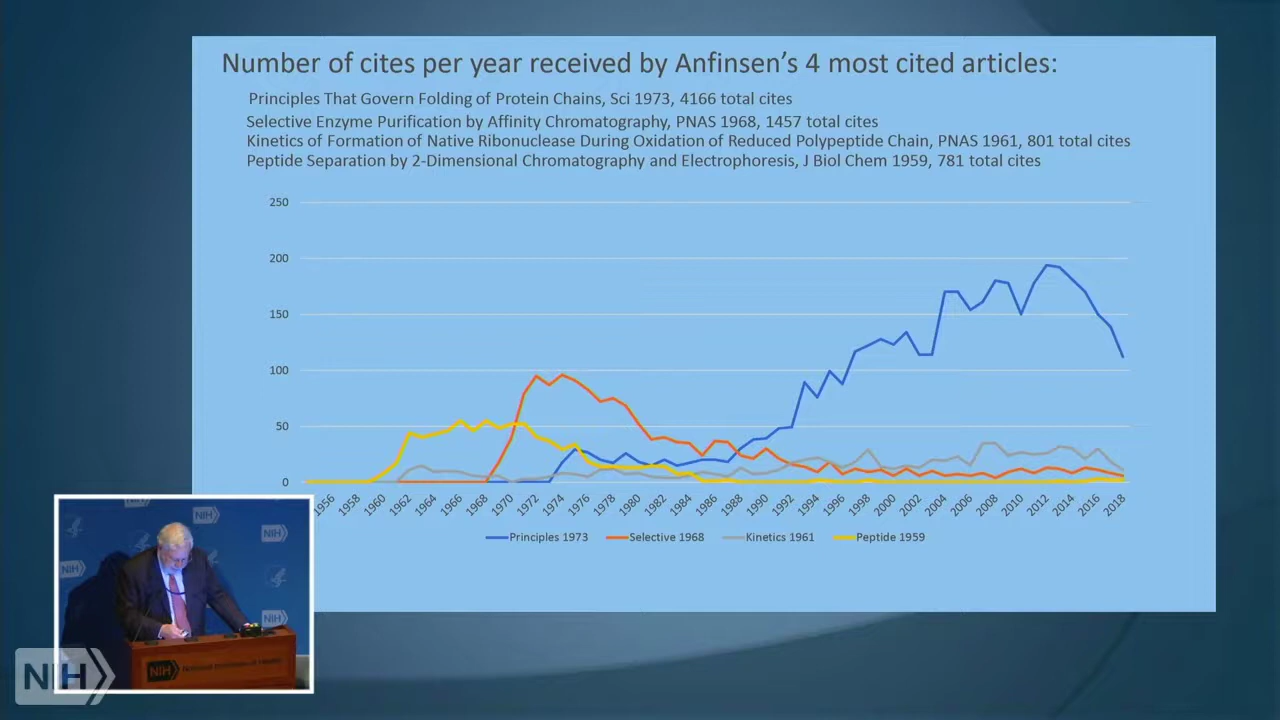 Number of cites per year received by Anfinsen's 4 most cited articles:
Principles That Govern Folding of Protein Chains, Sci 1973, 4166 total cites
Selective Enzyme Purification by Affinity Chromatography, PNAS 1968, 1457 total cites
Kinetics of Formation of Native Ribonuclease During Oxidation of Reduced Polypeptide Chain, PNAS 1961, 801 total cites
Peptide Separation by 2-Dimensional Chromatography and Electrophoresis, J Biol Chem 1959, 781 total cites
250
200
150
100
50
0
1956 1958 1960 1962 1964 1966 1968 1970 1972 1974 1976 1978 1980 1982 1984 1986 1988 1990 1992 1994 1996 1998 2000 2002 2004 2006 2008 2010 2012 2014 2016 2018
Principles 1973 Selective 1968 Kinetics 1961 Peptide 1959
NIH
NIH
NIH
NIH
NIH
NIH